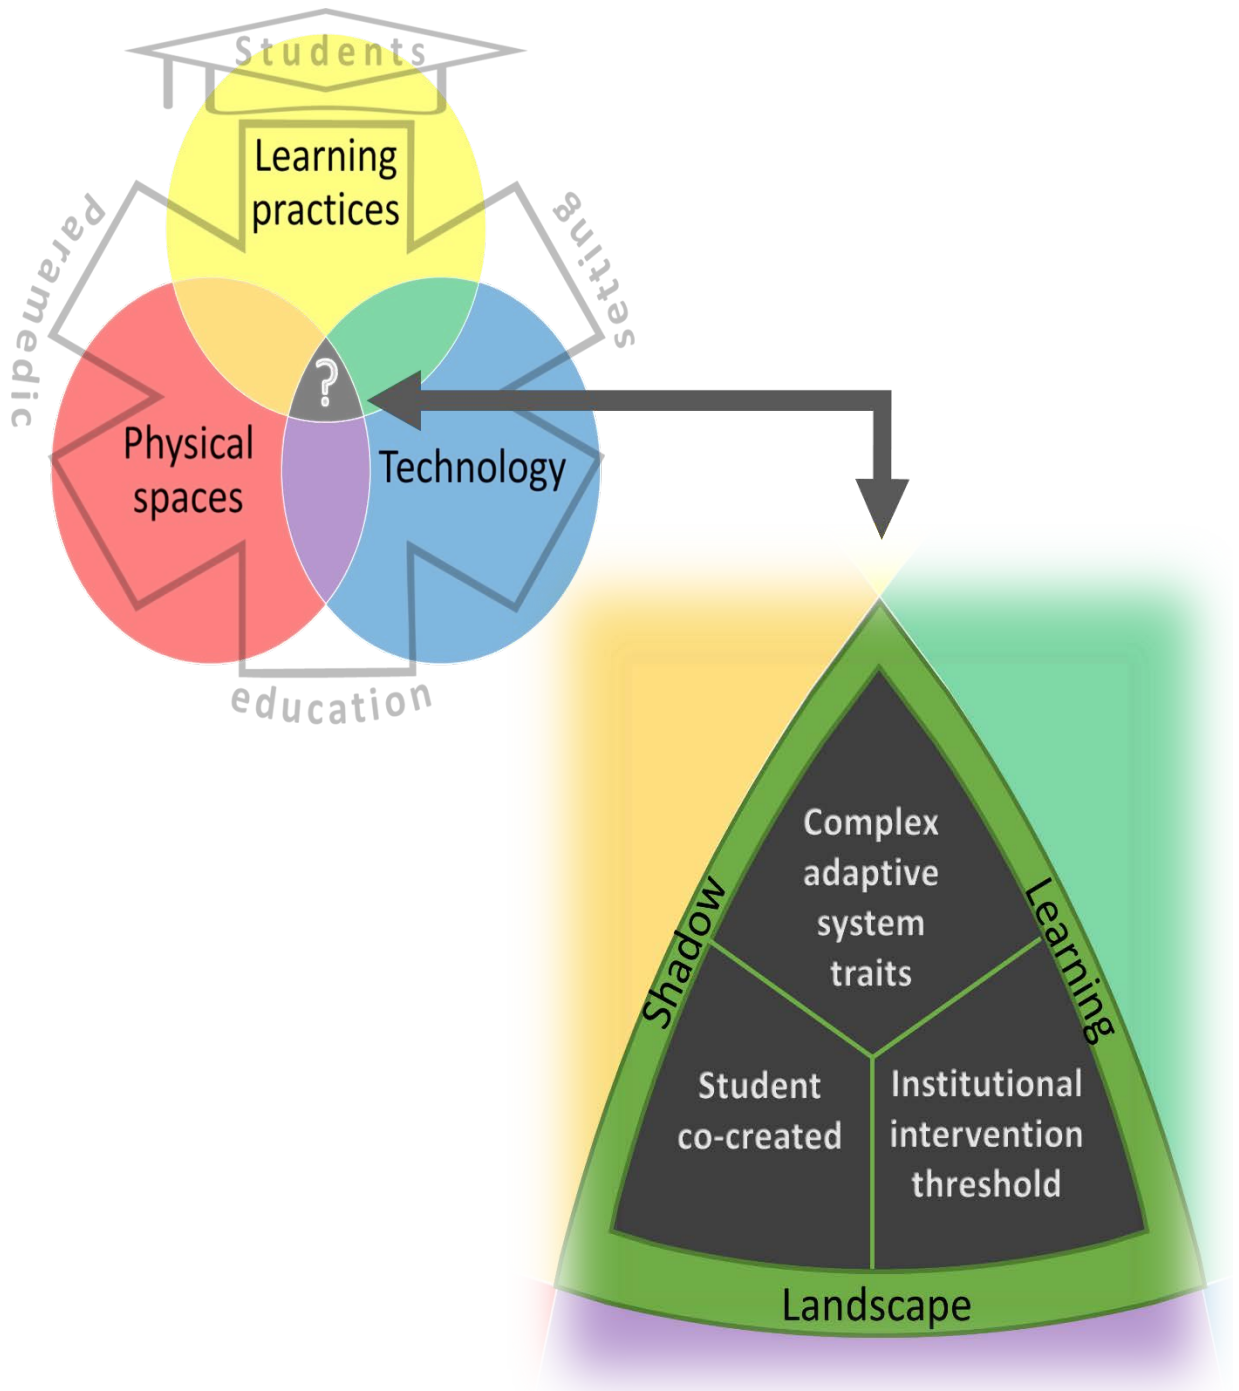 Students
Learning
practices
Paramedic
setting
?
Physical
spaces
Technology
education
Complex
adaptive
system
traits
Shadow
Learning
Student
co-created
Institutional
intervention
threshold
Landscape